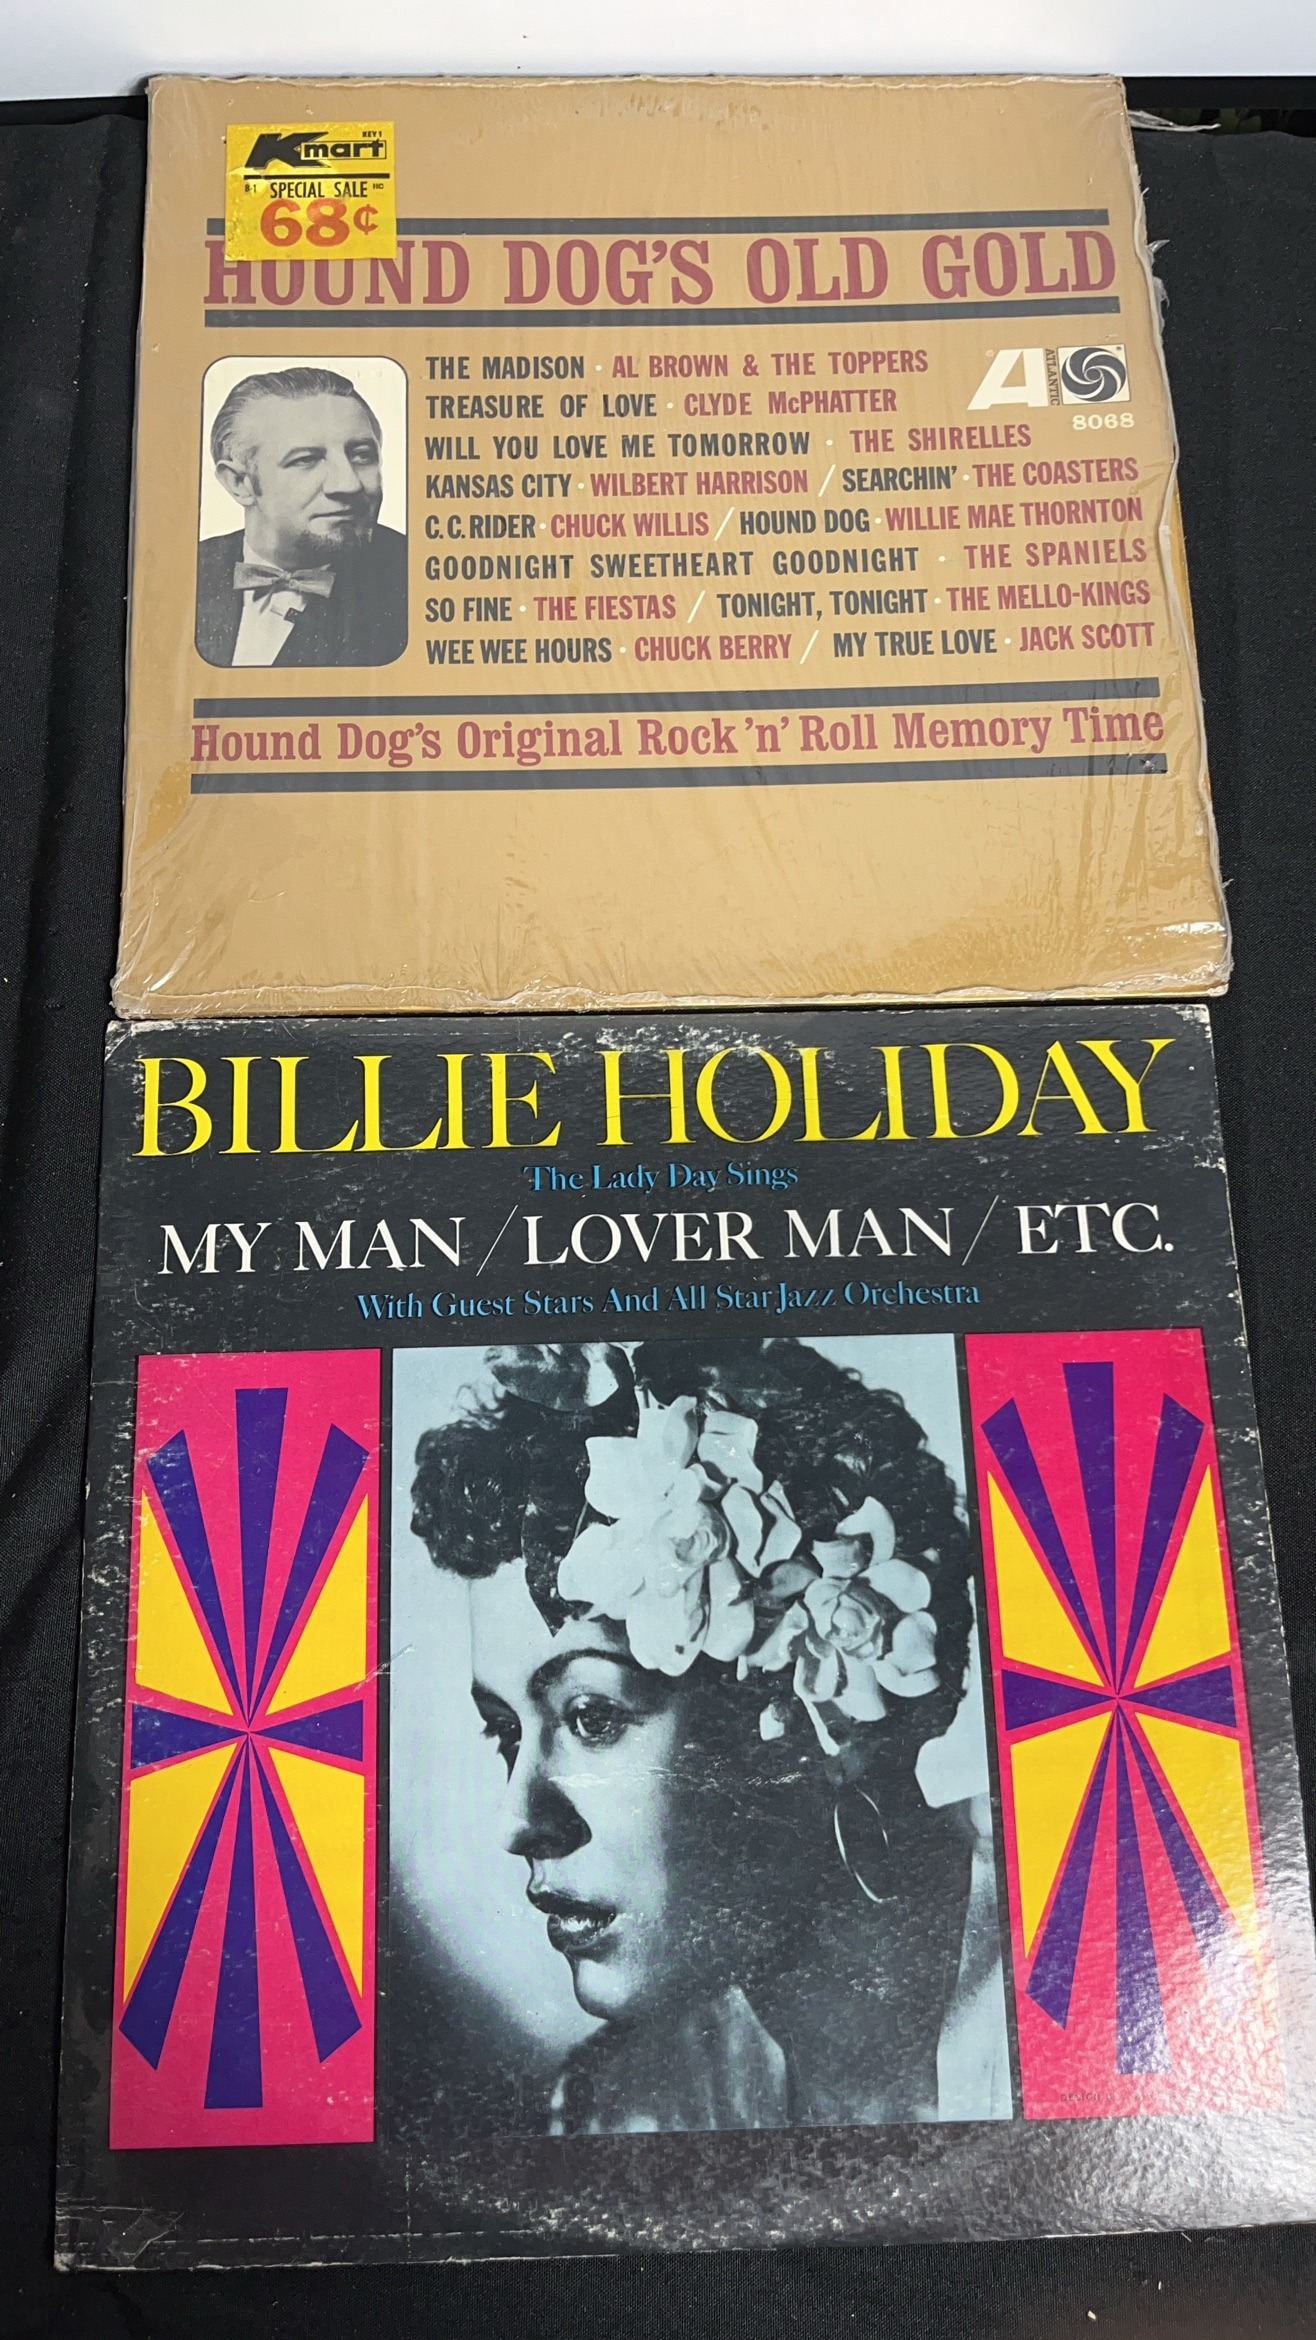 KEY 1
Kmart
8-1 SPECIAL SALE HC
68¢
HOUND DOG'S OLD GOLD
THE MADISON · AL BROWN & THE TOPPERS
TREASURE OF LOVE · CLYDE McPHATTER
WILL YOU LOVE ME TOMORROW · THE SHIRELLES
KANSAS CITY · WILBERT HARRISON / SEARCHIN' · THE COASTERS
C.C. RIDER · CHUCK WILLIS / HOUND DOG · WILLIE MAE THORNTON
GOODNIGHT SWEETHEART GOODNIGHT · THE SPANIELS
SO FINE · THE FIESTAS / TONIGHT, TONIGHT · THE MELLO-KINGS
WEE WEE HOURS · CHUCK BERRY / MY TRUE LOVE · JACK SCOTT
A ATLANTIC
8068
Hound Dog's Original Rock 'n' Roll Memory Time
BILLIE HOLIDAY
The Lady Day Sings
MY MAN / LOVER MAN / ETC.
With Guest Stars And All Star Jazz Orchestra
DESIGN